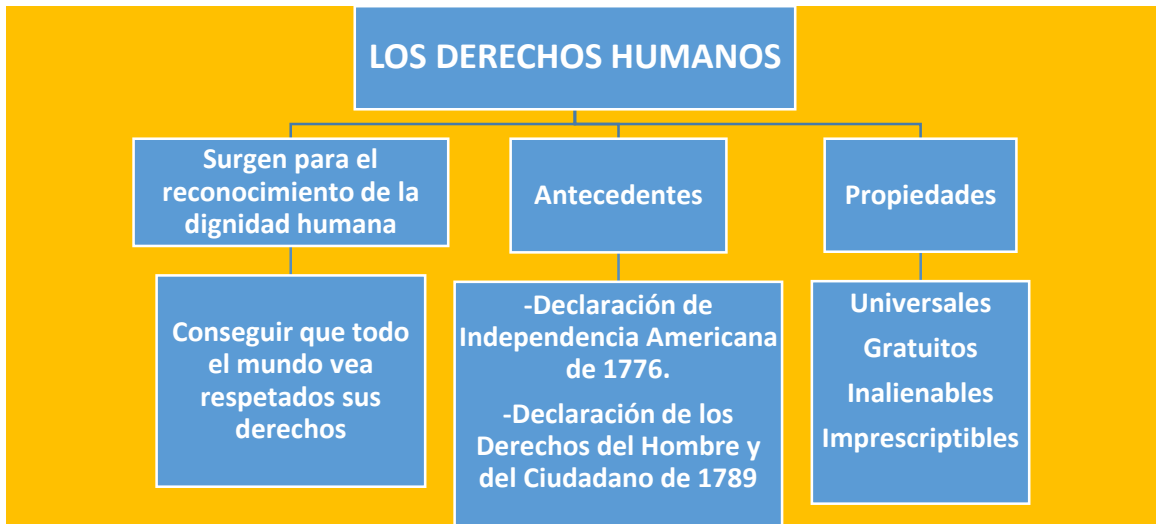 LOS DERECHOS HUMANOS
Surgen para el
reconocimiento de la
dignidad humana
Conseguir que todo
el mundo vea
respetados sus
derechos
Antecedentes
-Declaración de
Independencia Americana
de 1776.
-Declaración de los
Derechos del Hombre y
del Ciudadano de 1789
Propiedades
Universales
Gratuitos
Inalienables
Imprescriptibles